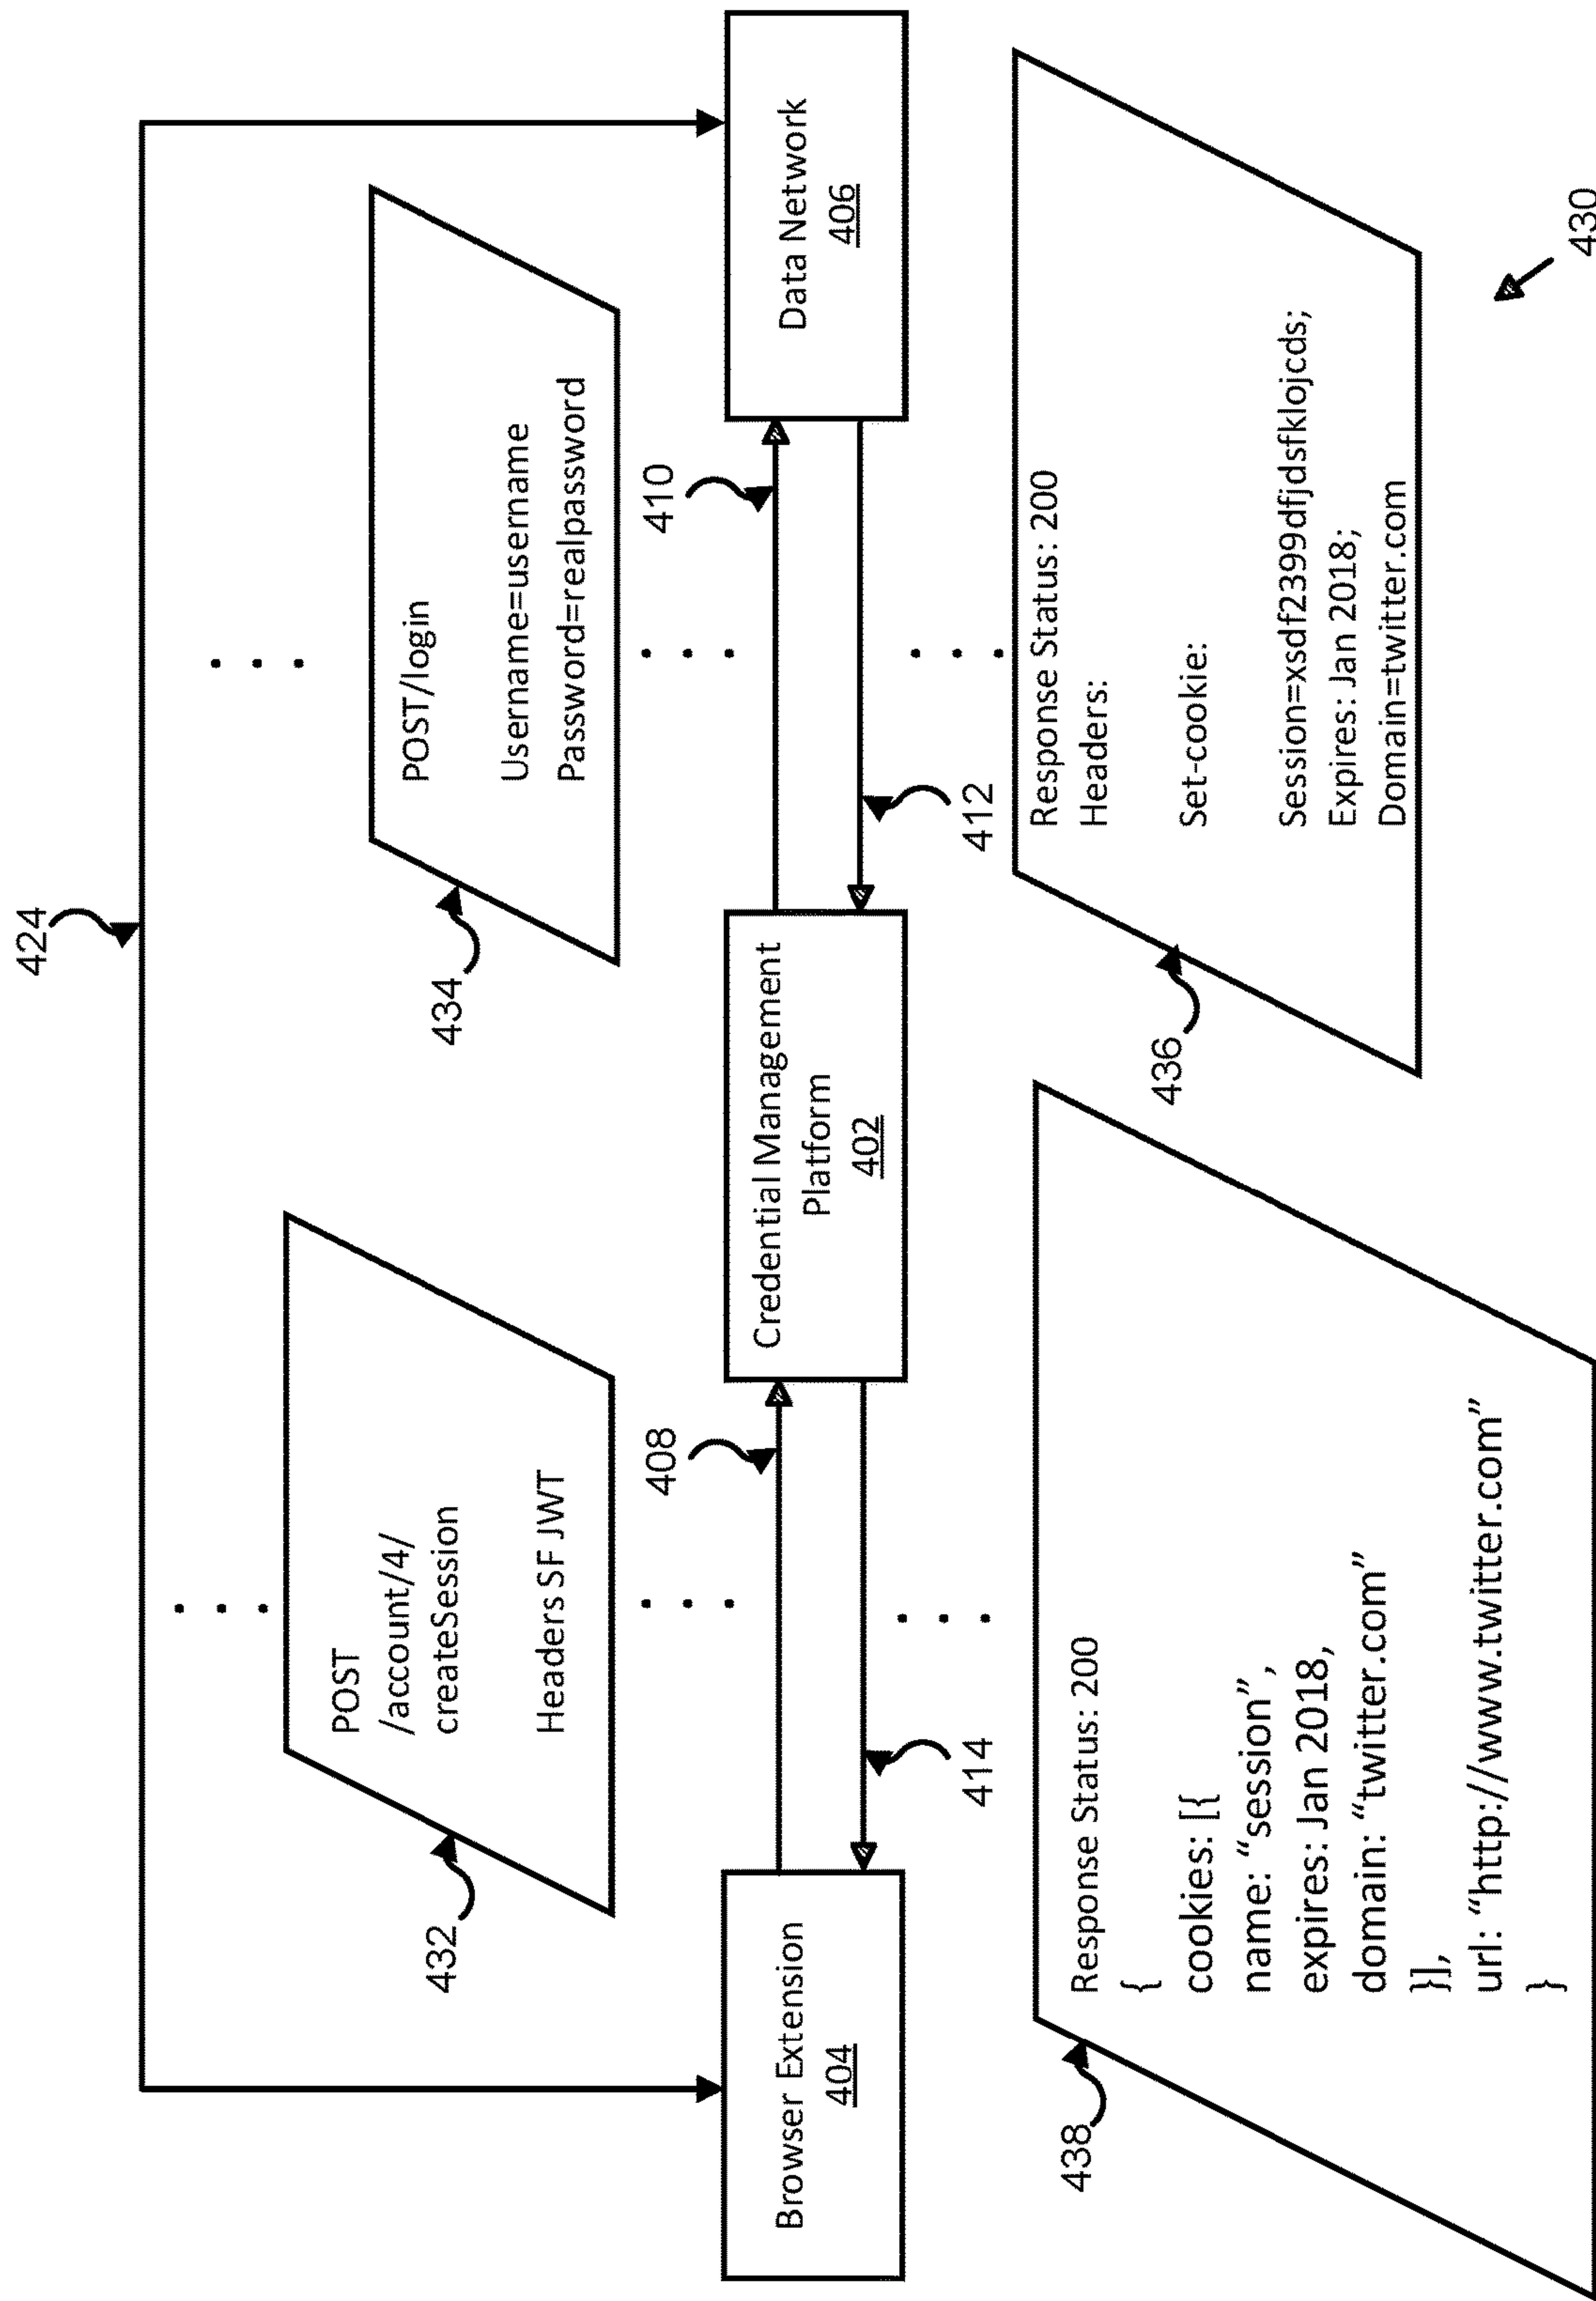 424
POST
/account/4/
createSession
Headers SF JWT
432
POST/login
Username=username
Password=realpassword
434
408
410
Browser Extension
404
Credential Management
Platform
402
Data Network
406
414
412
Response Status: 200
{
cookies: [{
name: “session”,
expires: Jan 2018,
domain: “twitter.com”
}],
url: “http://www.twitter.com”
}
438
Response Status: 200
Headers:
Set-cookie:
Session=xsdf2399dfjdsfklojcds;
Expires: Jan 2018;
Domain=twitter.com
436
430